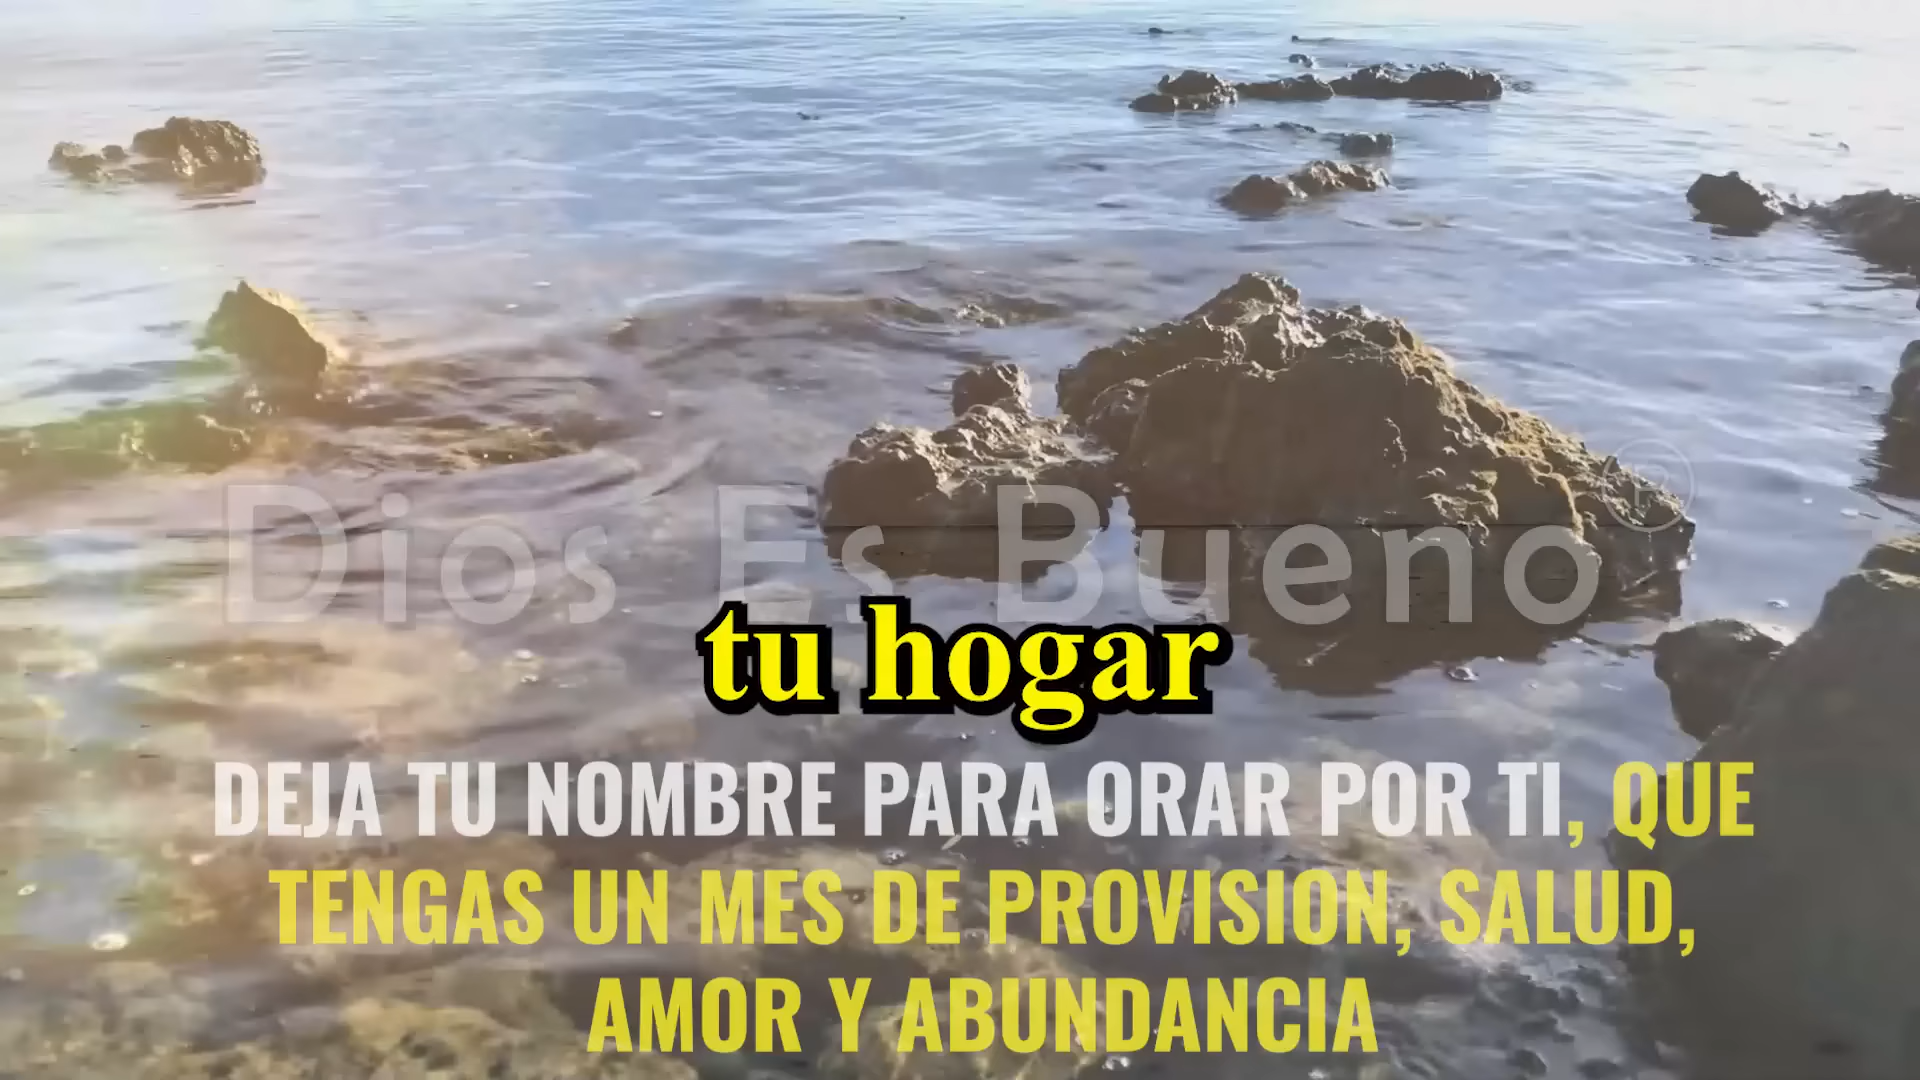 Dios Es Bueno ®
tu hogar
DEJA TU NOMBRE PARA ORAR POR TI, QUE
TENGAS UN MES DE PROVISION, SALUD,
AMOR Y ABUNDANCIA